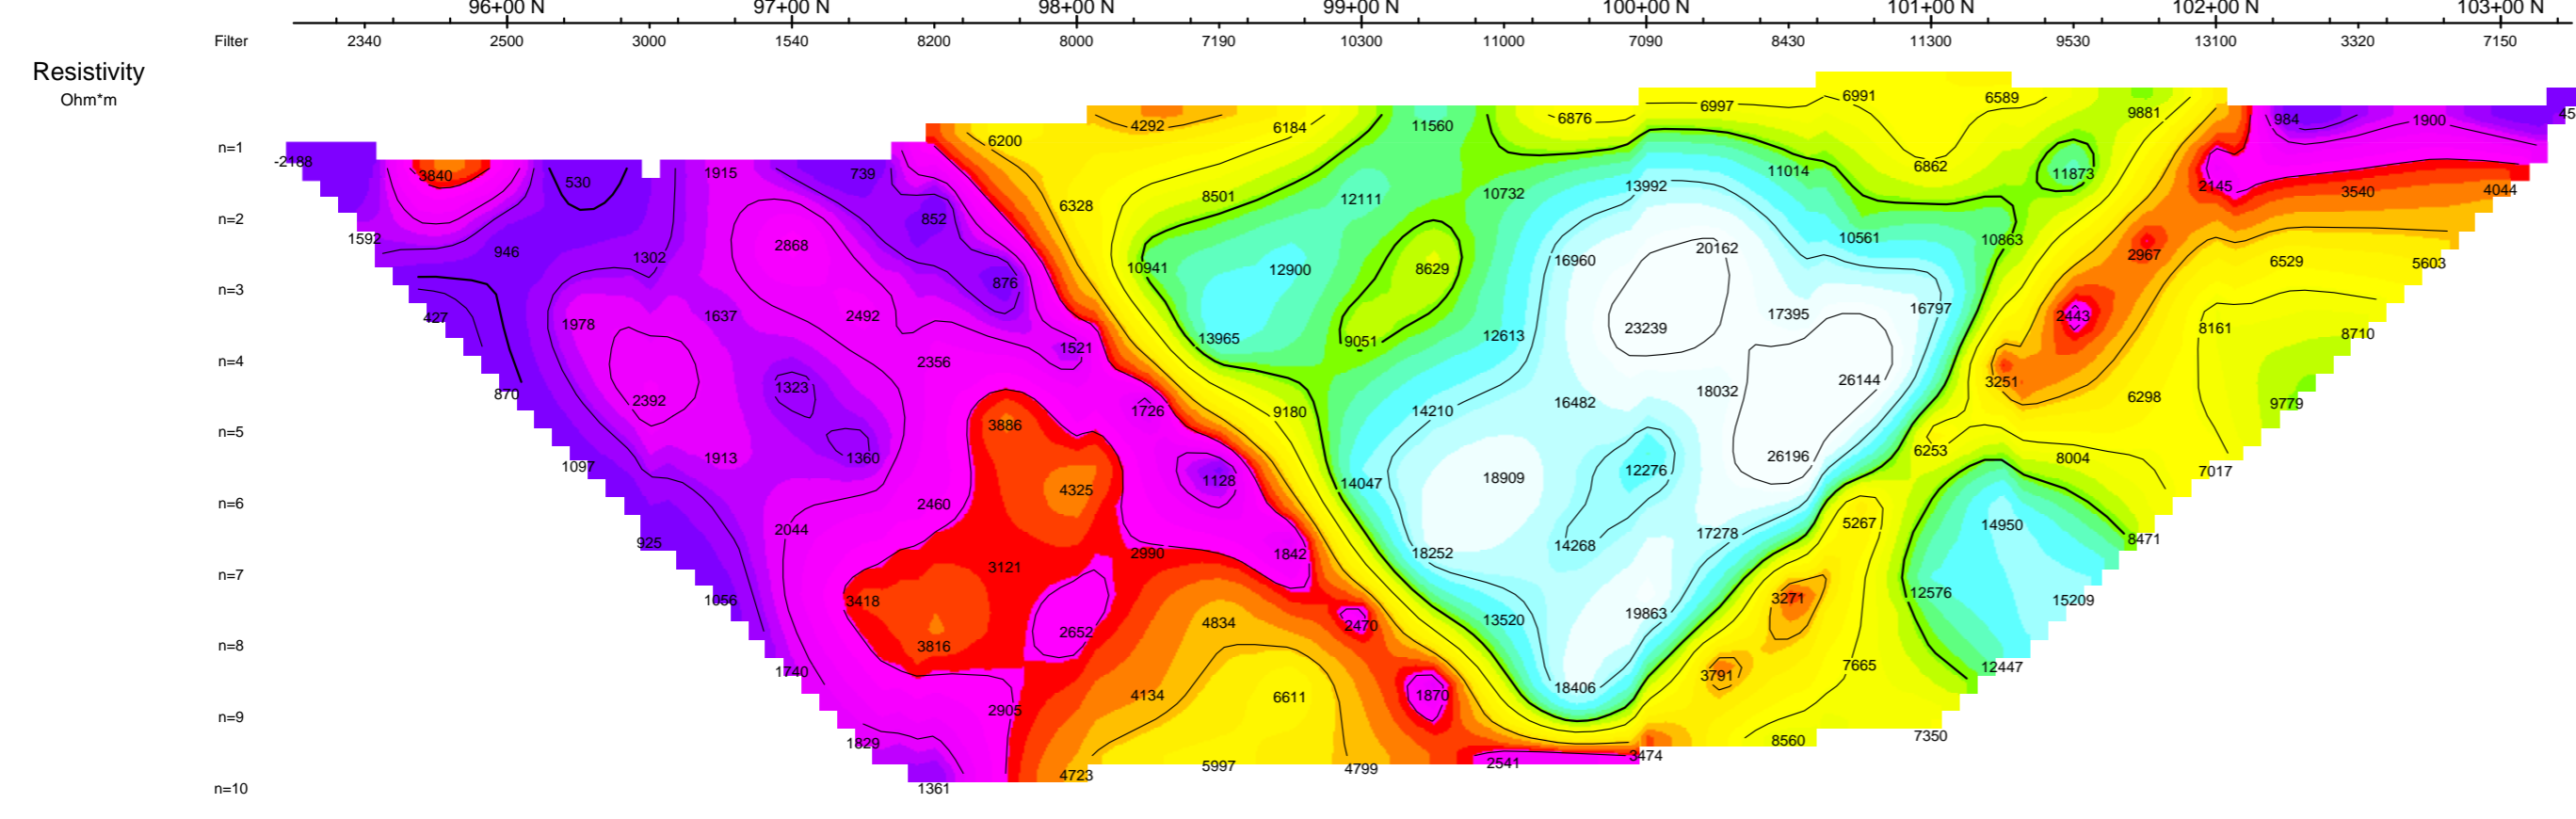 96+00 N 97+00 N 98+00 N 99+00 N 100+00 N 101+00 N 102+00 N 103+00 N
Filter 2340 2500 3000 1540 8200 8000 7190 10300 11000 7090 8430 11300 9530 13100 3320 7150
Resistivity
Ohm*m
6997 6991 6589
4292 6184 11560 6876 9881 984 1900 45
n=1 6200
-2188 3840 530 1915 739 11014 6862 11873
13992 2145 3540 4044
n=2 852 6328 8501 12111 10732
1592 946 1302 2868 20162 10561 10863 2967
10941 12900 8629 16960 6529 5603
n=3 876
427 1978 1637 2492 23239 17395 16797 2443 8161
1521 13965 9051 12613 8710
n=4 2356
870 2392 1323 18032 26144 3251 6298
1726 9180 14210 16482 9779
n=5 3886
1097 1913 1360 26196 6253 8004 7017
4325 1128 14047 18909 12276
n=6 2460
925 2044 2990 1842 18252 14268 17278 5267 14950 8471
n=7 3121
1056 3418 3271 12576 15209
2652 4834 2470 13520 19863
n=8 3816
1740 4134 1870 18406 3791 7665 12447
n=9 2905 6611
1829 8560 7350
4723 5997 4799 2541 3474
n=10 1361